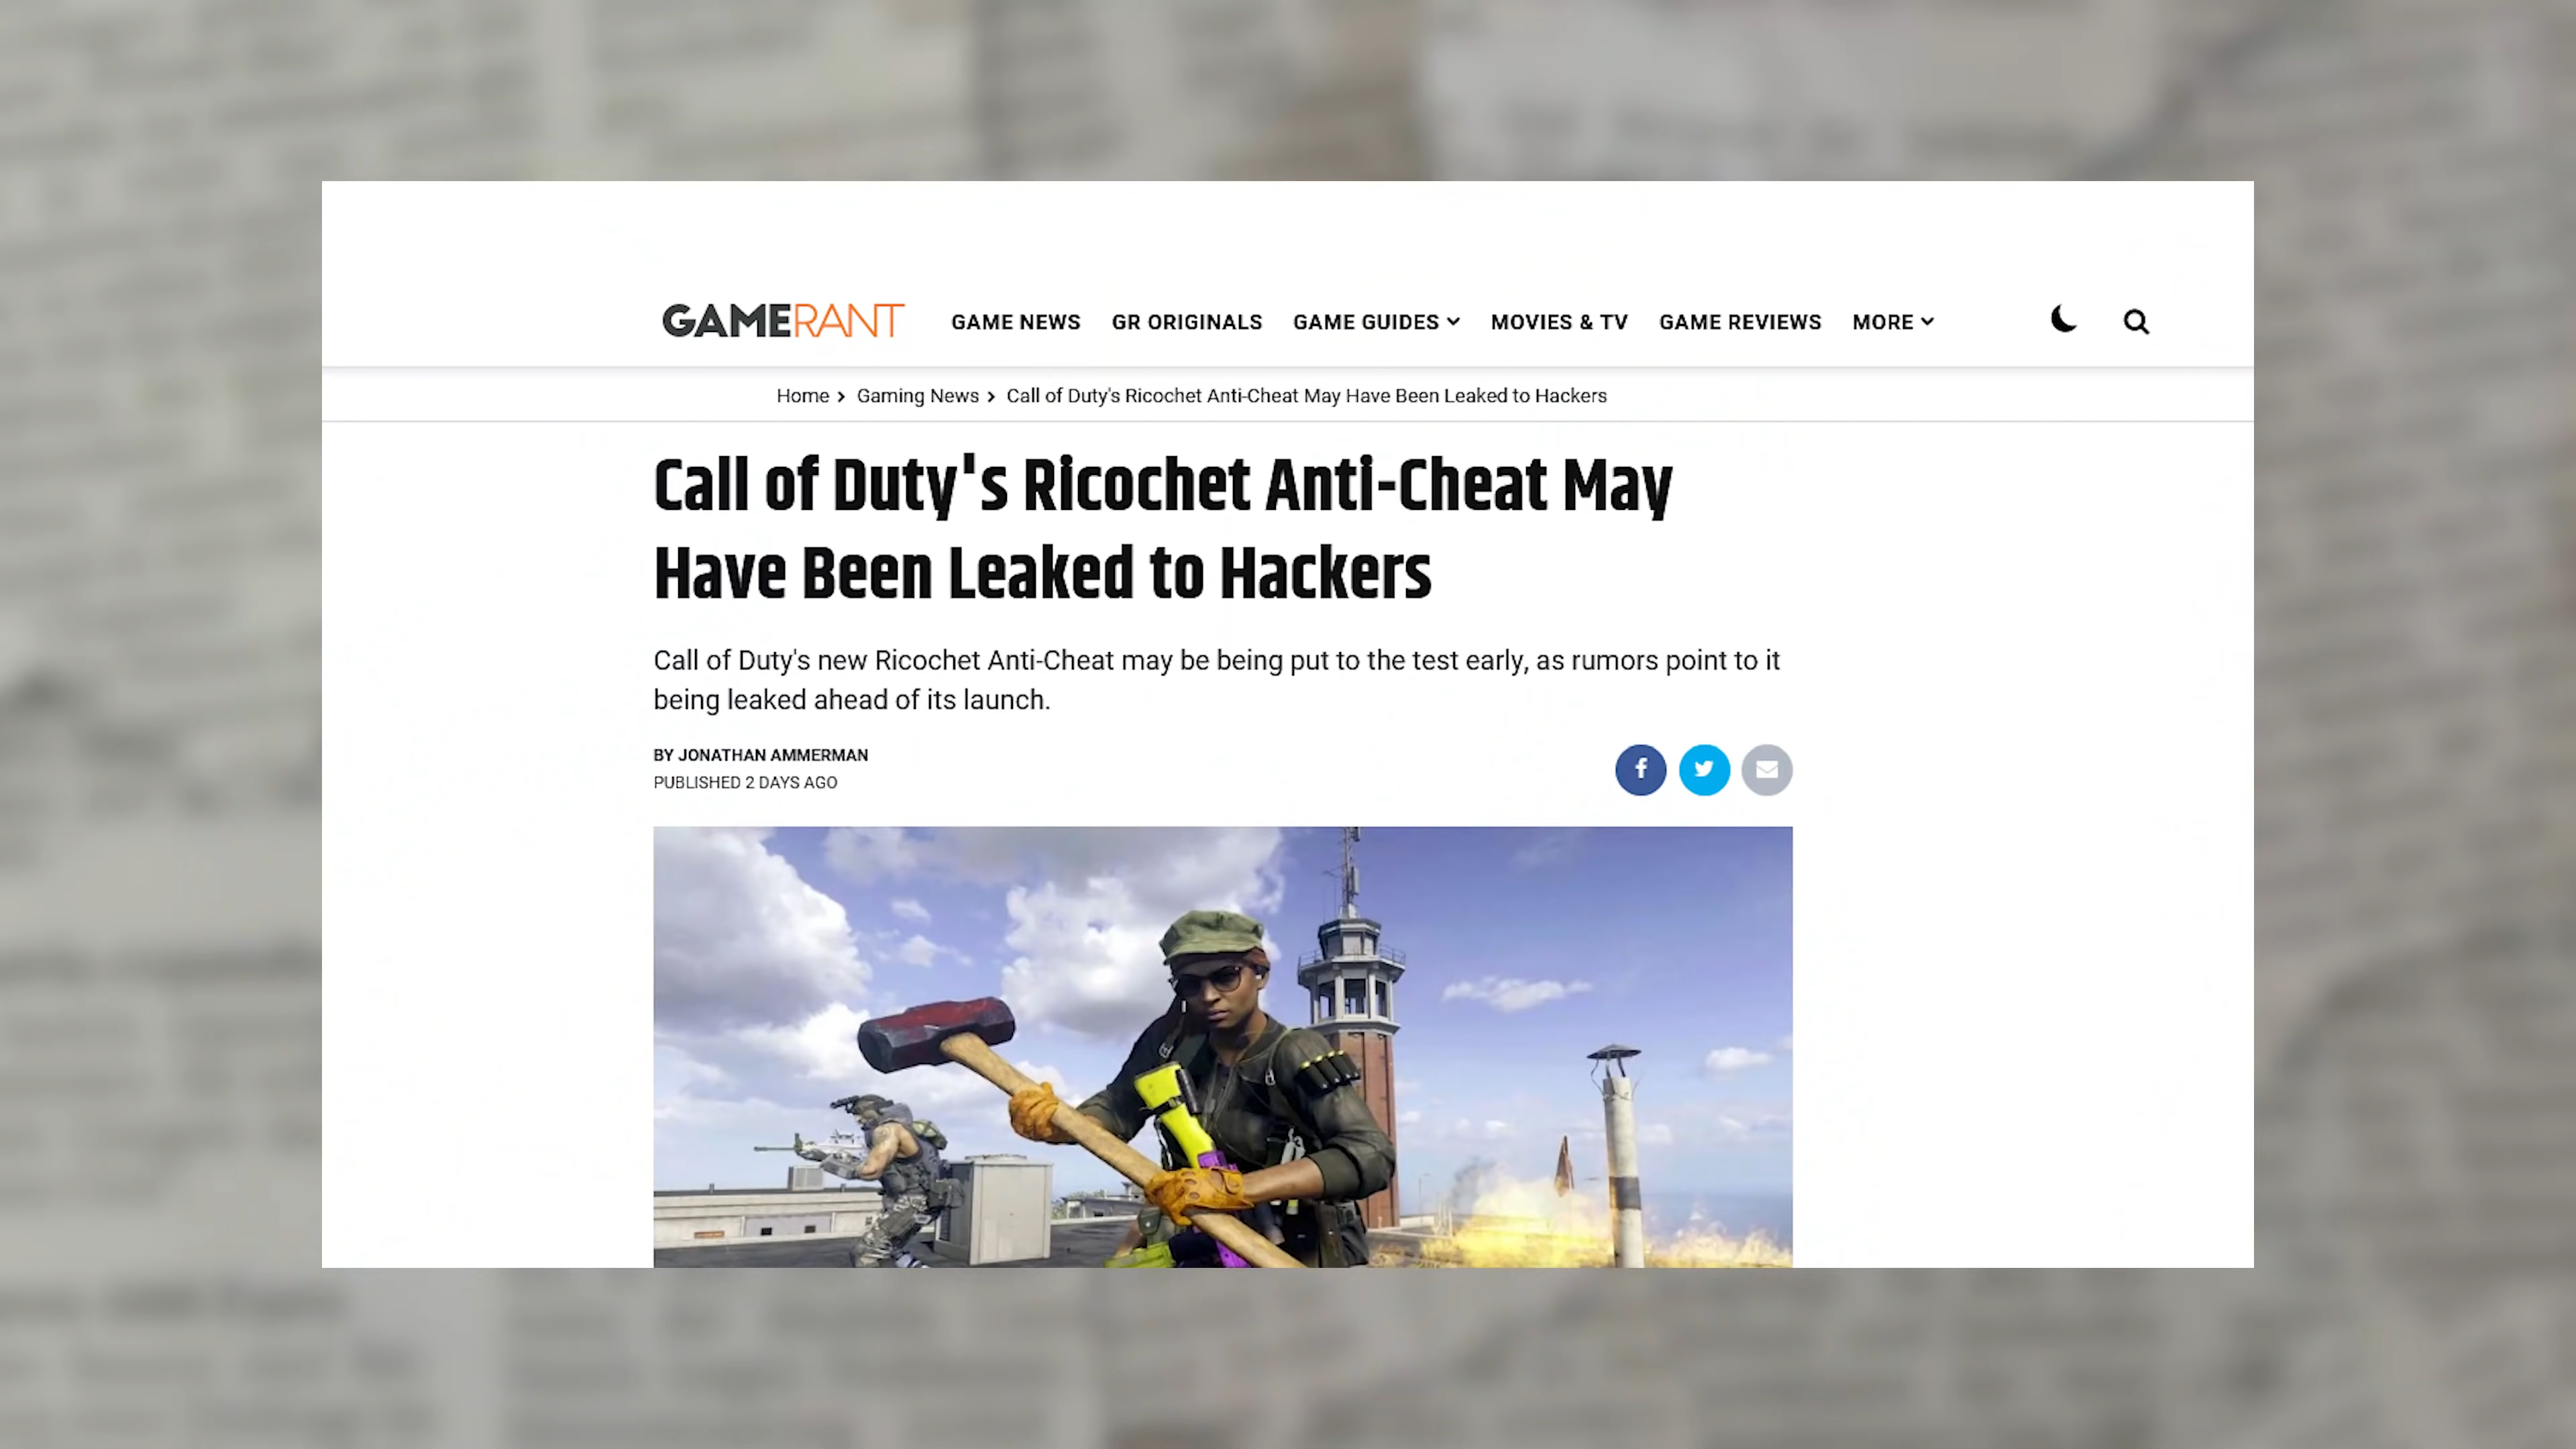 GAMERANT GAME NEWS GR ORIGINALS GAME GUIDES MOVIES & TV GAME REVIEWS MORE
Home > Gaming News > Call of Duty's Ricochet Anti-Cheat May Have Been Leaked to Hackers
Call of Duty's Ricochet Anti-Cheat May
Have Been Leaked to Hackers
Call of Duty's new Ricochet Anti-Cheat may be being put to the test early, as rumors point to it
being leaked ahead of its launch.
BY JONATHAN AMMERMAN
PUBLISHED 2 DAYS AGO